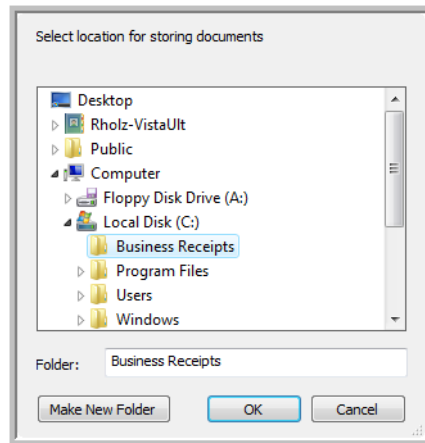 Select location for storing documents
Desktop
Rholz-VistaUlt
Public
Computer
Floppy Disk Drive (A:)
Local Disk (C:)
Business Receipts
Program Files
Users
Windows
Folder: Business Receipts
Make New Folder OK Cancel